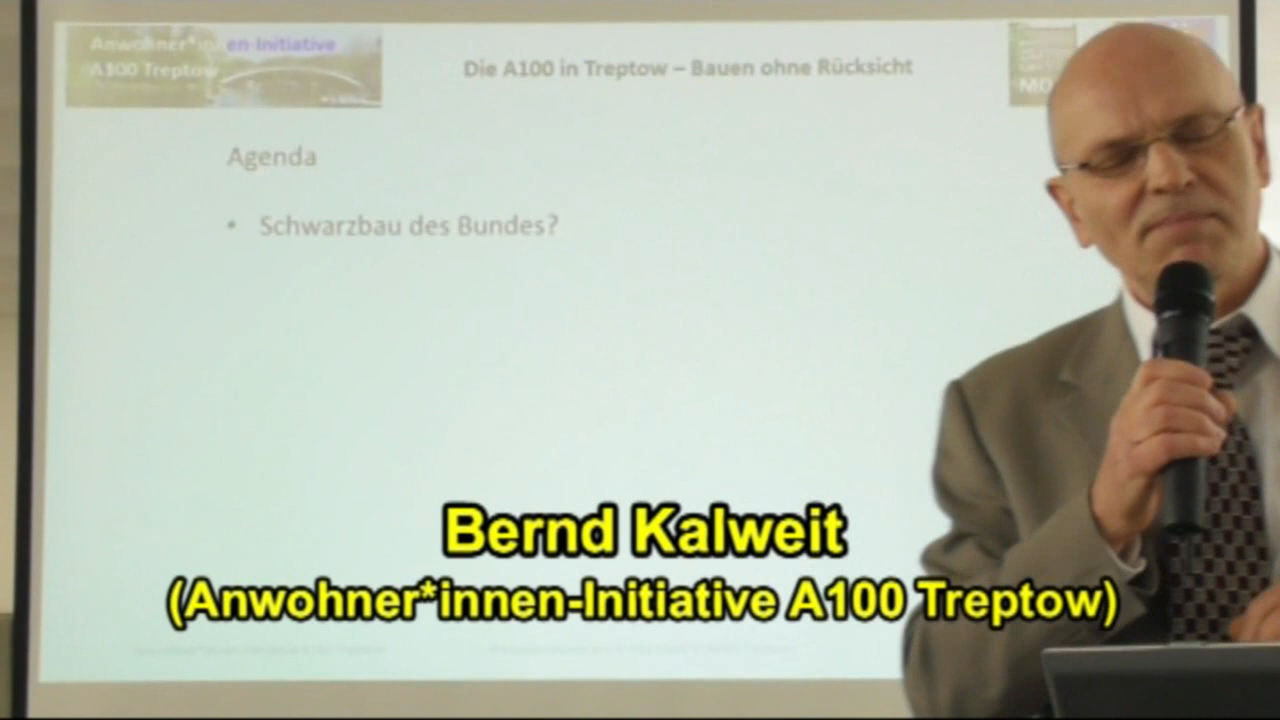 Anwohner*innen-Initiative
A100 Treptow
Die A100 in Treptow – Bauen ohne Rücksicht
MO
Agenda
• Schwarzbau des Bundes?
Bernd Kalweit
(Anwohner*innen-Initiative A100 Treptow)